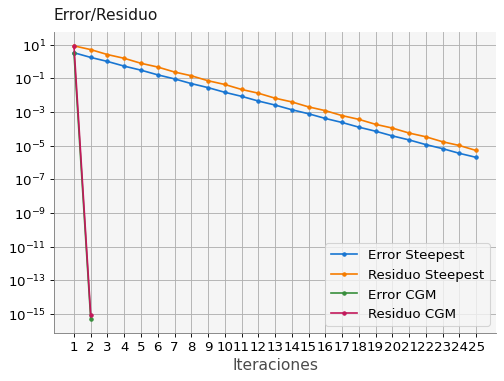 Error/Residuo
10¹
10⁻¹
10⁻³
10⁻⁵
10⁻⁷
10⁻⁹
10⁻¹¹
10⁻¹³
10⁻¹⁵
Error Steepest
Residuo Steepest
Error CGM
Residuo CGM
1 2 3 4 5 6 7 8 9 10 11 12 13 14 15 16 17 18 19 20 21 22 23 24 25
Iteraciones